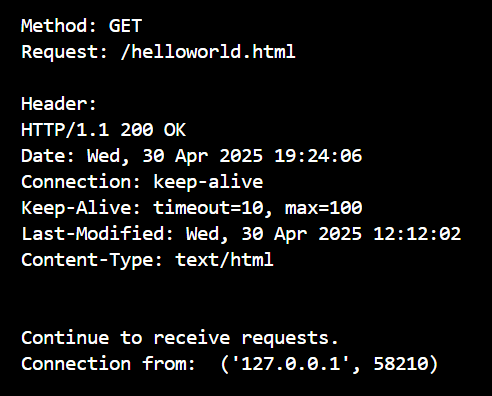 Method: GET
Request: /helloworld.html
Header:
HTTP/1.1 200 OK
Date: Wed, 30 Apr 2025 19:24:06
Connection: keep-alive
Keep-Alive: timeout=10, max=100
Last-Modified: Wed, 30 Apr 2025 12:12:02
Content-Type: text/html
Continue to receive requests.
Connection from:  ('127.0.0.1', 58210)